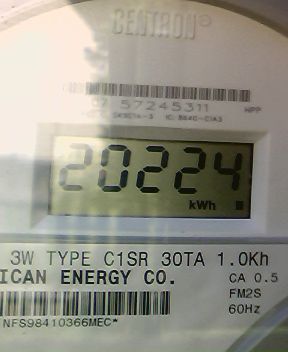 CENTRON®
57245311 HPP
20224
kWh
3W TYPE C1SR 30TA 1.0Kh
ICAN ENERGY CO. CA 0.5
FM2S
60Hz
NFS98410366MEC*